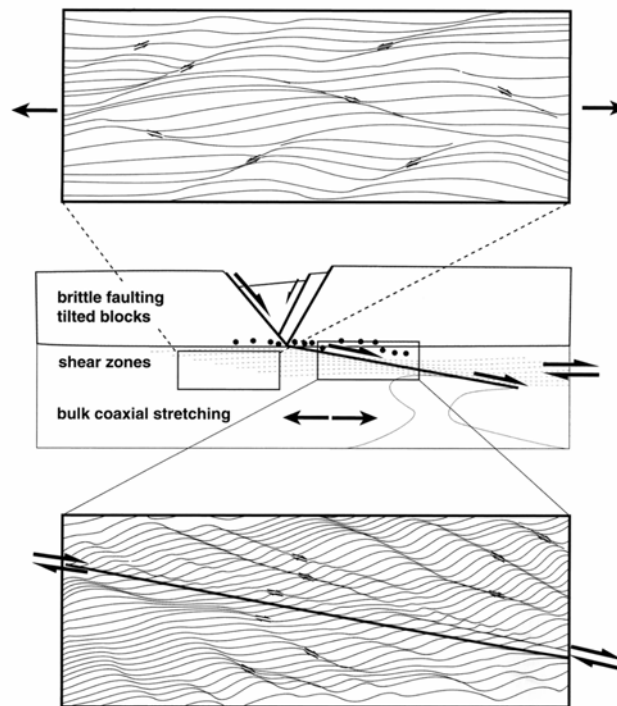 brittle faulting
tilted blocks
shear zones
bulk coaxial stretching